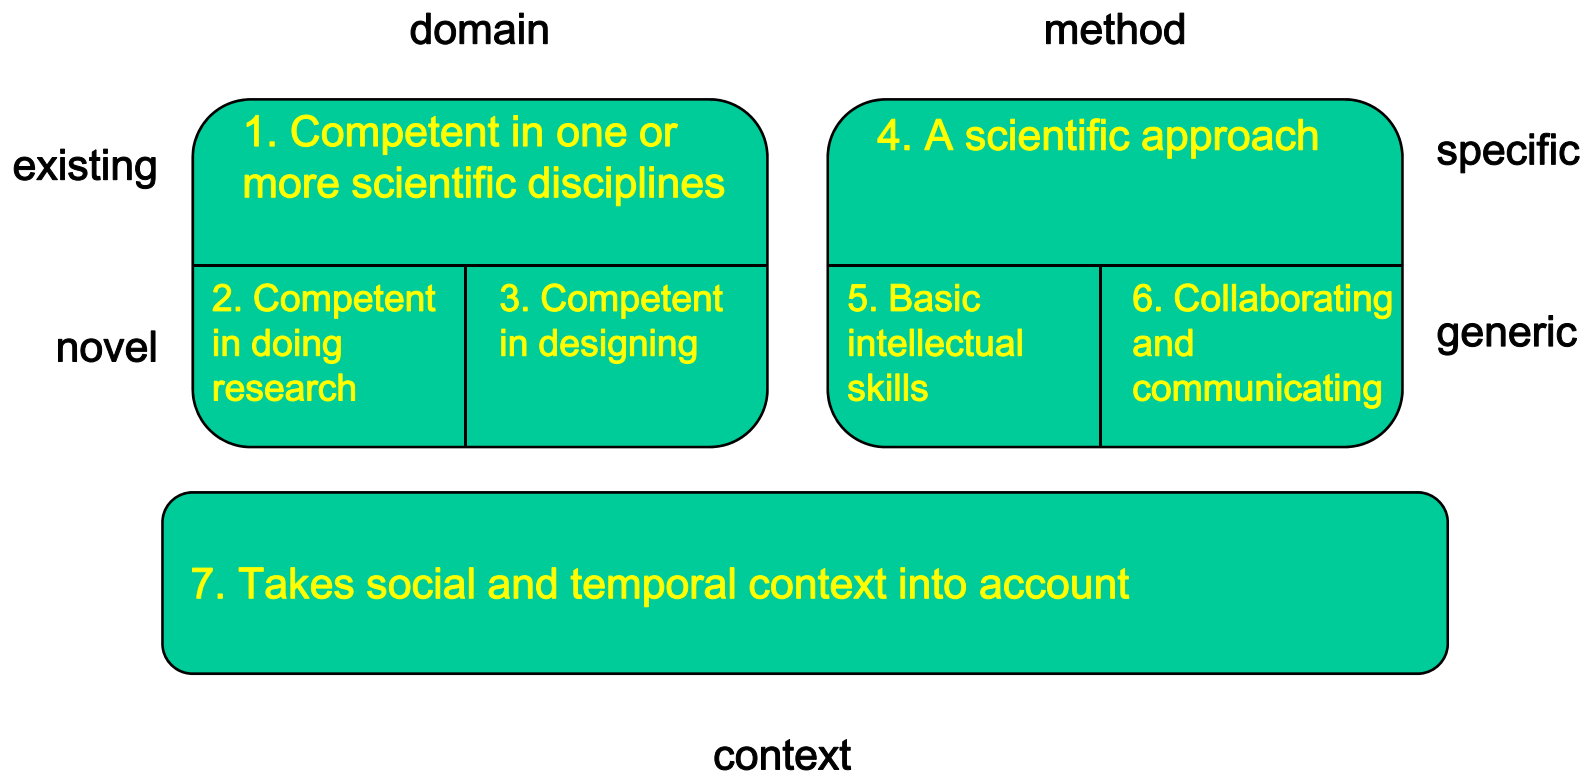 domain
method
existing
1. Competent in one or
more scientific disciplines
4. A scientific approach
specific
novel
2. Competent
in doing
research
3. Competent
in designing
5. Basic
intellectual
skills
6. Collaborating
and
communicating
generic
7. Takes social and temporal context into account
context